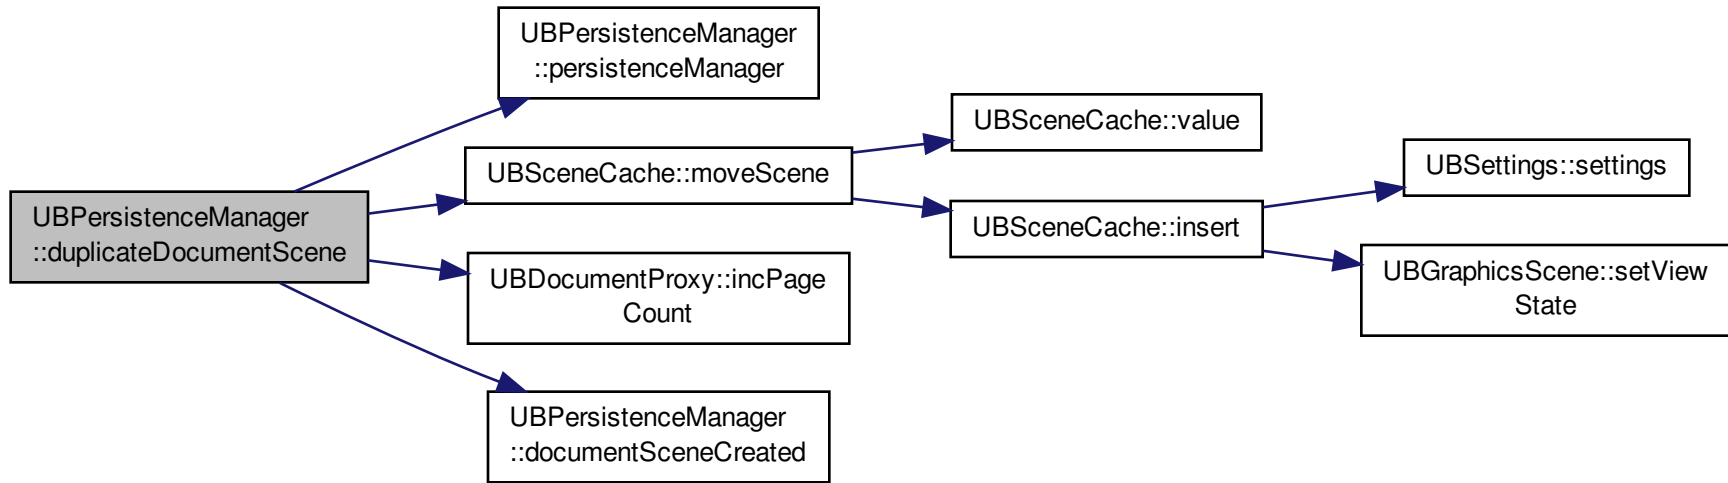 UBPersistenceManager
::duplicateDocumentScene
UBPersistenceManager
::persistenceManager
UBSceneCache::moveScene
UBDocumentProxy::incPage
Count
UBPersistenceManager
::documentSceneCreated
UBSceneCache::value
UBSceneCache::insert
UBSettings::settings
UBGraphicsScene::setView
State